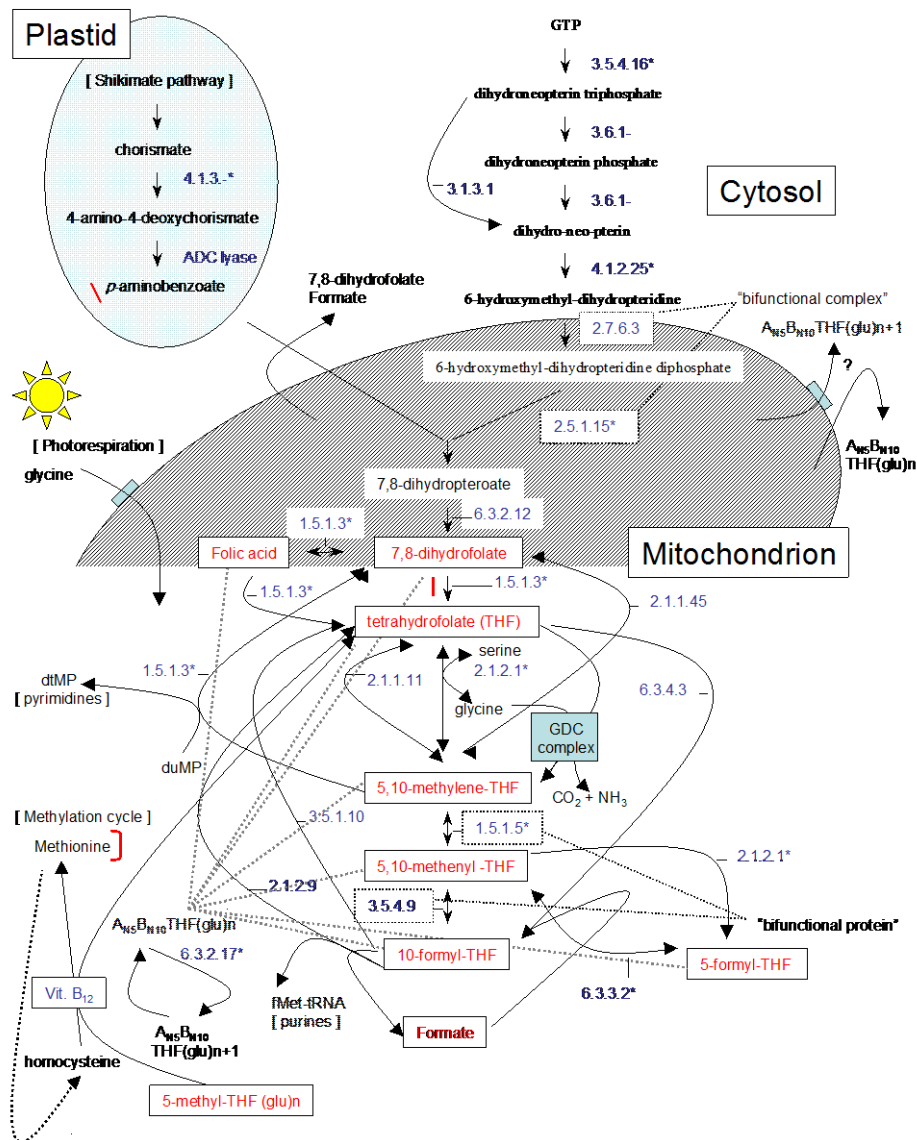 Plastid
[ Shikimate pathway ]
chorismate
4.1.3.-*
4-amino-4-deoxychorismate
ADC lyase
p-aminobenzoate
GTP
3.5.4.16*
dihydroneopterin triphosphate
3.6.1-
dihydroneopterin phosphate
3.1.3.1
3.6.1-
dihydro-neo-pterin
4.1.2.25*
6-hydroxymethyl-dihydropteridine
Cytosol
7,8-dihydrofolate
Formate
"bifunctional complex"
2.7.6.3
A_N5B_N10THF(glu)n+1
6-hydroxymethyl-dihydropteridine diphosphate
?
2.5.1.15*
A_N5B_N10
THF(glu)n
[ Photorespiration ]
glycine
7,8-dihydropteroate
6.3.2.12
1.5.1.3*
Folic acid
7,8-dihydrofolate
Mitochondrion
1.5.1.3*
1.5.1.3*
2.1.1.45
tetrahydrofolate (THF)
serine
1.5.1.3*
2.1.1.11
2.1.2.1*
6.3.4.3
dtMP
[ pyrimidines ]
glycine
GDC
complex
duMP
5,10-methylene-THF
CO2 + NH3
[ Methylation cycle ]
3.5.1.10
1.5.1.5*
Methionine
5,10-methenyl -THF
2.1.2.1*
2.1.2.9
3.5.4.9
"bifunctional protein"
A_N5B_N10THF(glu)n
6.3.2.17*
10-formyl-THF
5-formyl-THF
Vit. B12
6.3.3.2*
fMet-tRNA
[ purines ]
Formate
A_N5B_N10
THF(glu)n+1
homocysteine
5-methyl-THF (glu)n